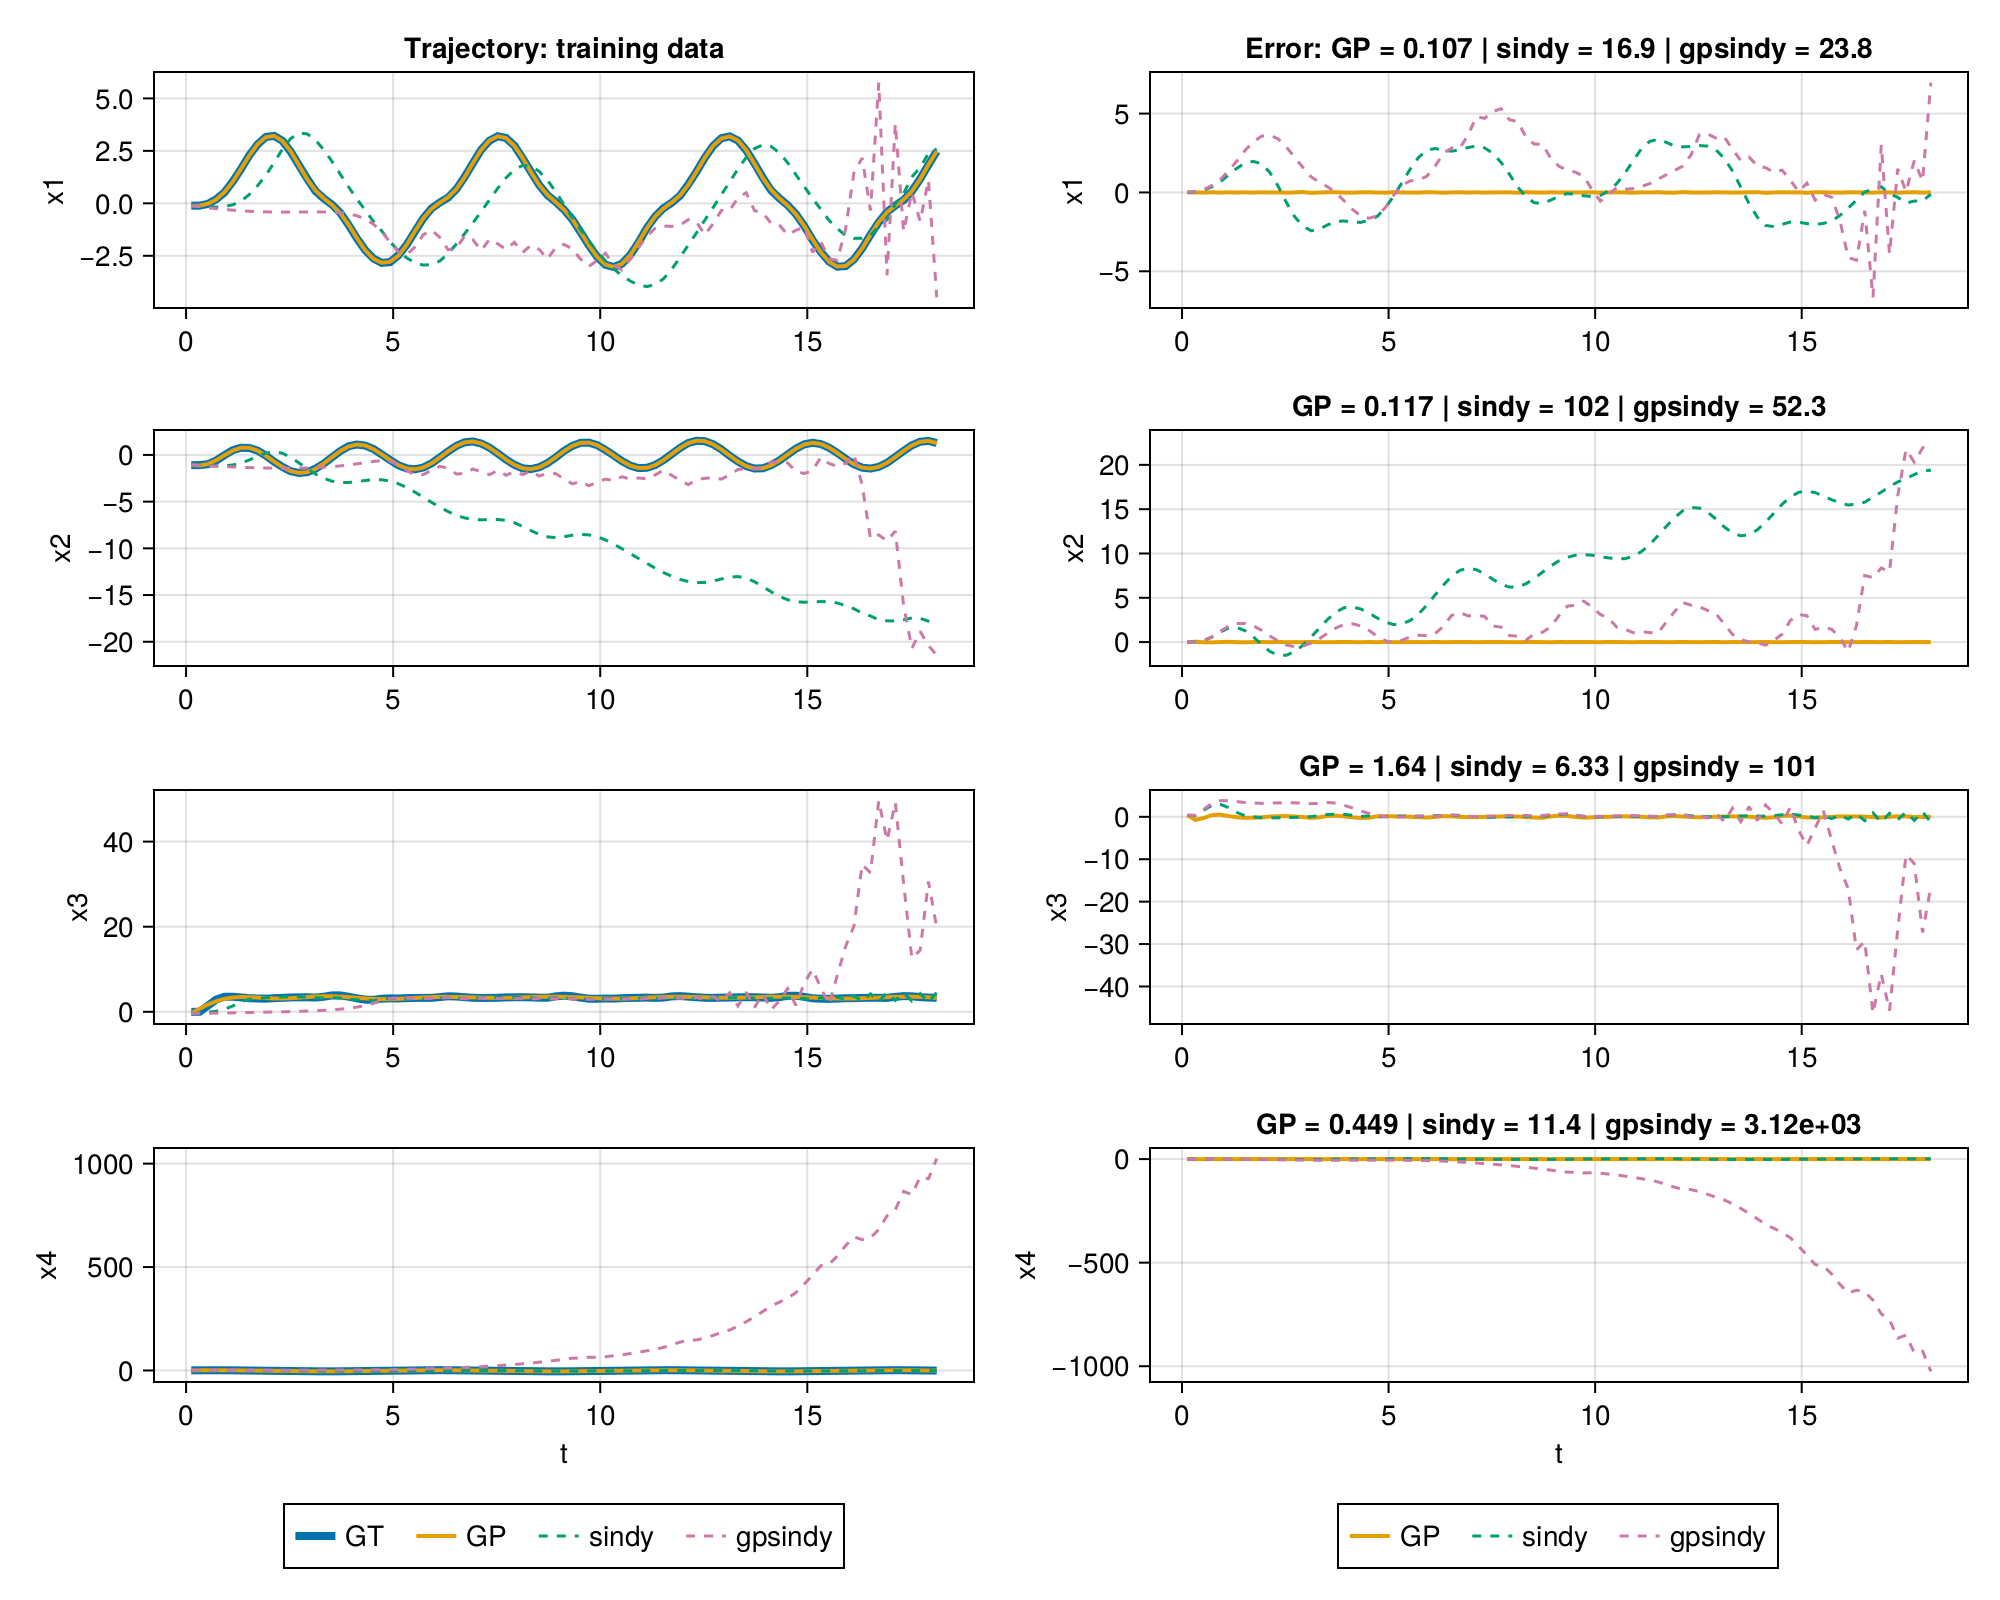 Trajectory: training data
5.0
2.5
0.0
−2.5
x1
0 5 10 15
Error: GP = 0.107 | sindy = 16.9 | gpsindy = 23.8
5
0
−5
x1
0 5 10 15
0
−5
−10
−15
−20
x2
0 5 10 15
GP = 0.117 | sindy = 102 | gpsindy = 52.3
20
15
10
5
0
x2
0 5 10 15
40
20
0
x3
0 5 10 15
GP = 1.64 | sindy = 6.33 | gpsindy = 101
0
−10
−20
−30
−40
x3
0 5 10 15
1000
500
0
x4
0 5 10 15
t
GP = 0.449 | sindy = 11.4 | gpsindy = 3.12e+03
0
−500
−1000
x4
0 5 10 15
t
GT GP sindy gpsindy
GP sindy gpsindy